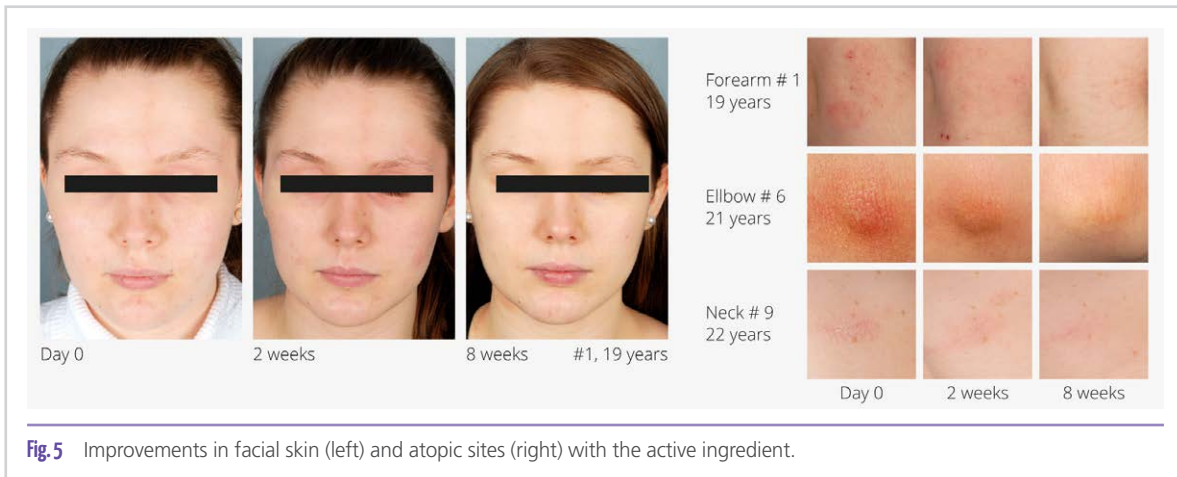 Day 0
2 weeks
8 weeks
#1, 19 years
Forearm # 1
19 years
Ellbow # 6
21 years
Neck # 9
22 years
Day 0
2 weeks
8 weeks
Fig. 5 Improvements in facial skin (left) and atopic sites (right) with the active ingredient.